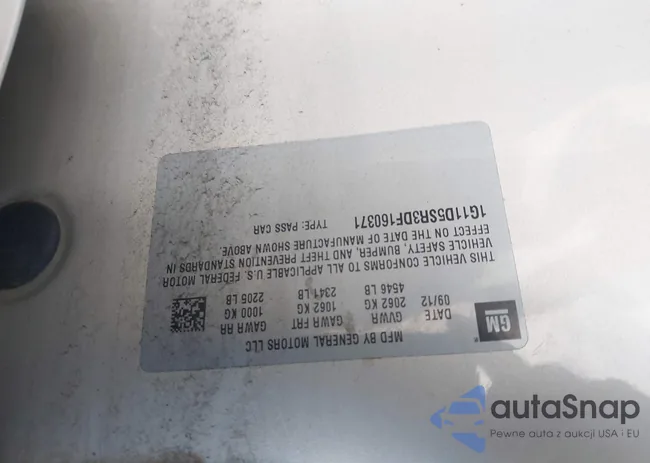 MFD BY GENERAL MOTORS LLC
GM
DATE GVWR GAWR FRT GAWR RR
09/12 2062 KG 1062 KG 1000 KG
4546 LB 2341 LB 2205 LB
THIS VEHICLE CONFORMS TO ALL APPLICABLE U.S. FEDERAL MOTOR
VEHICLE SAFETY, BUMPER, AND THEFT PREVENTION STANDARDS IN
EFFECT ON THE DATE OF MANUFACTURE SHOWN ABOVE.
1G11D5SR3DF160371 TYPE: PASS CAR
autaSnap
Pewne auta z aukcji USA i EU